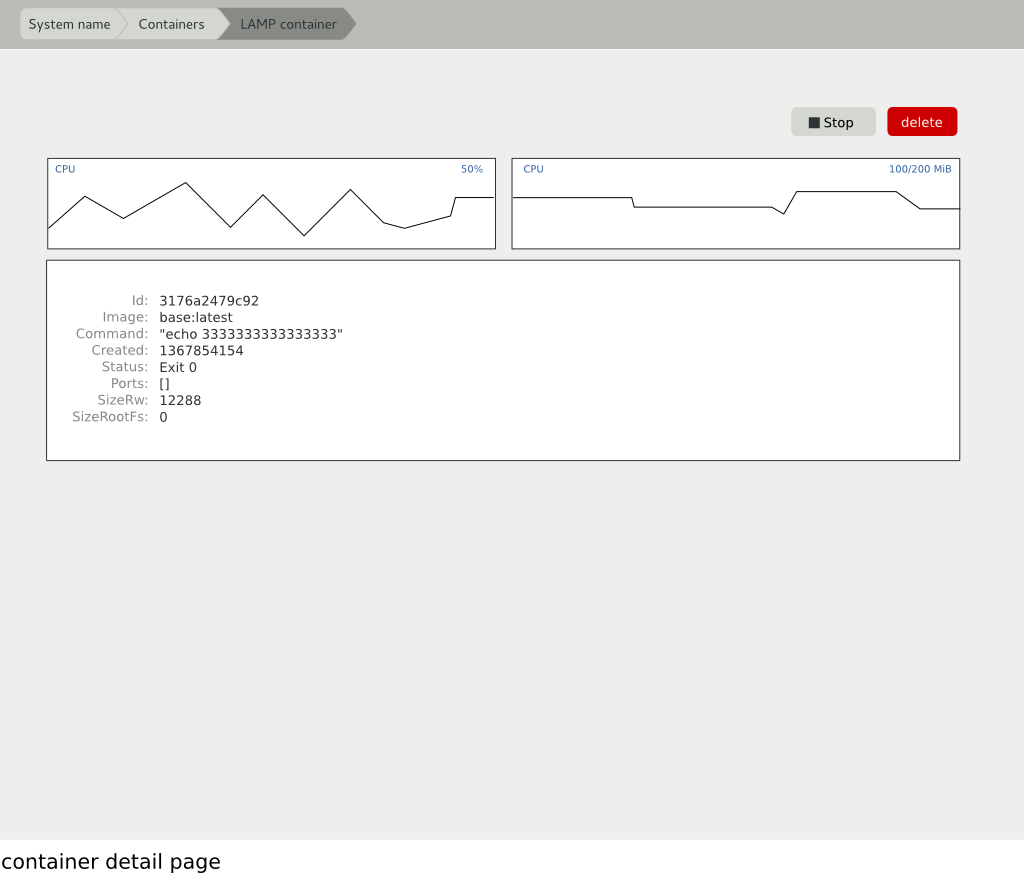 System name Containers LAMP container
Stop delete
CPU 50% CPU 100/200 MiB
Id: 3176a2479c92
Image: base:latest
Command: "echo 3333333333333333"
Created: 1367854154
Status: Exit 0
Ports: []
SizeRw: 12288
SizeRootFs: 0
container detail page